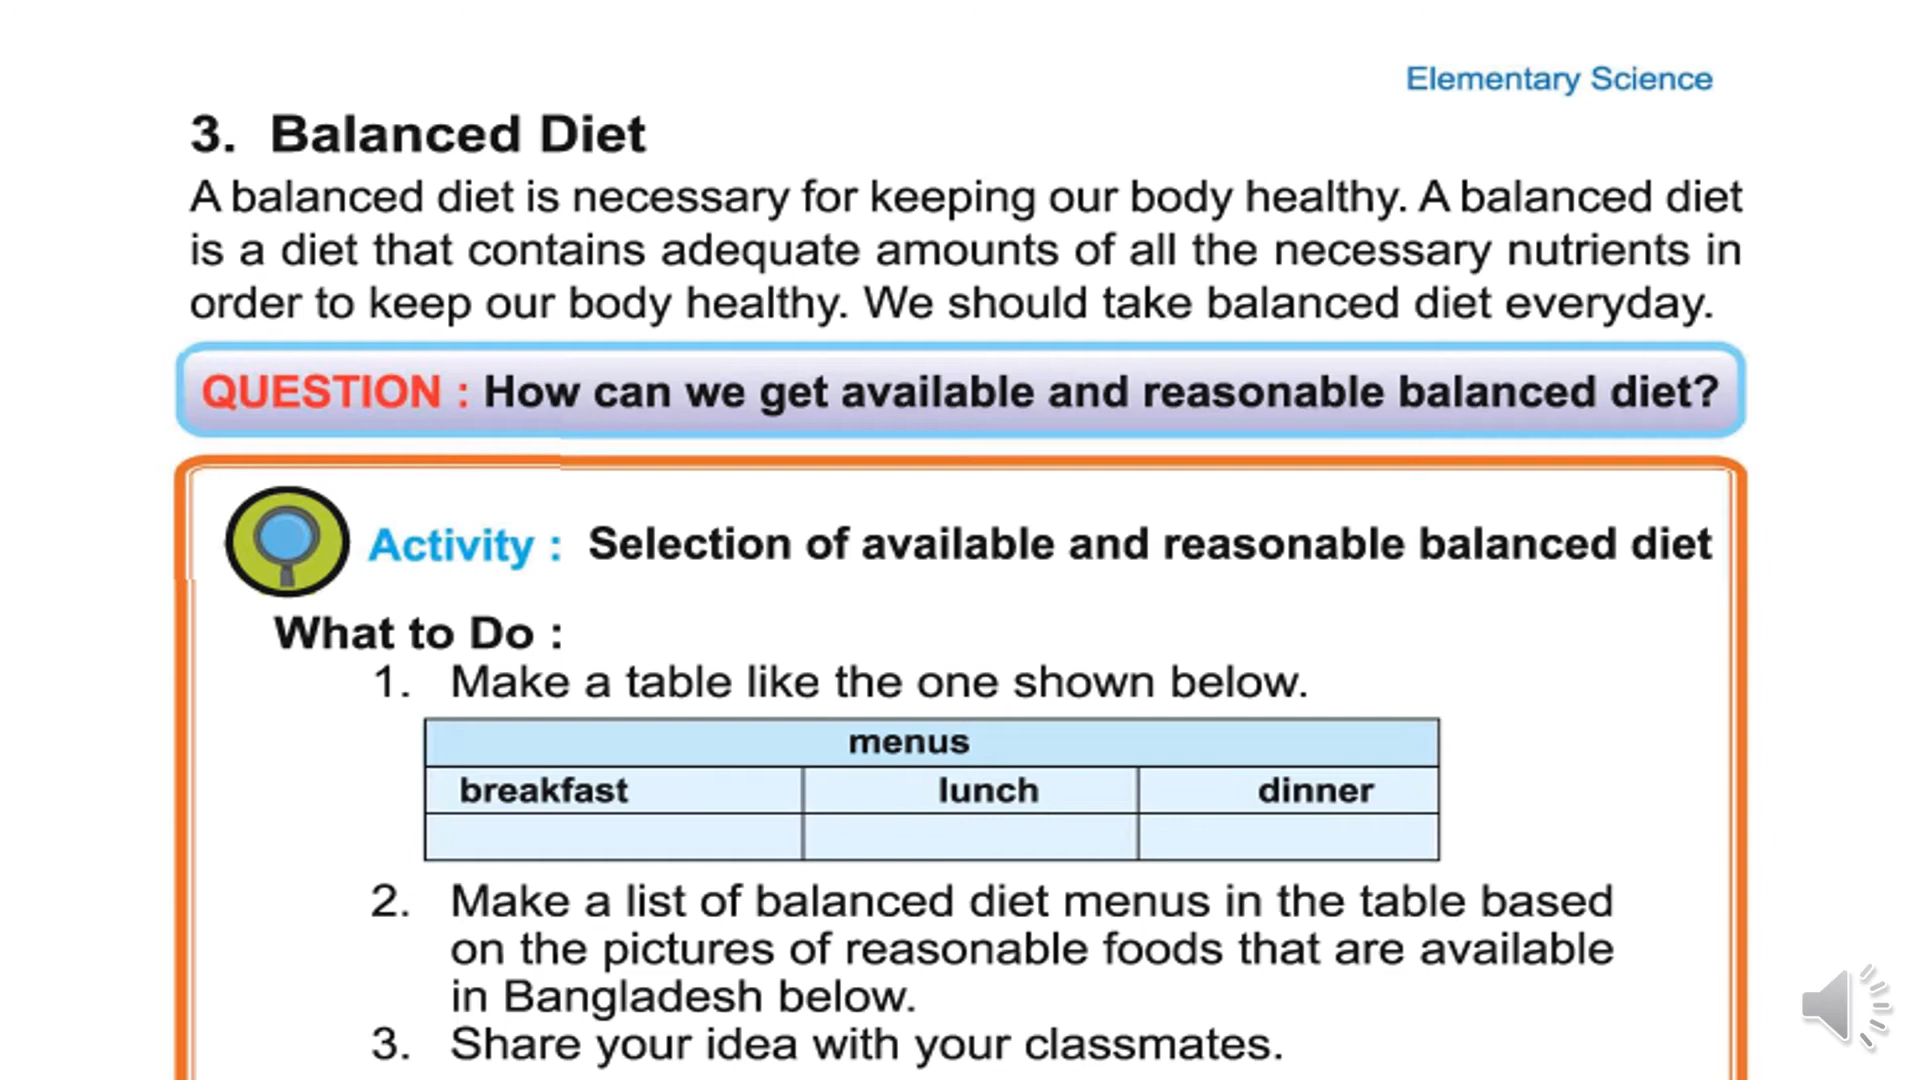 Elementary Science
3. Balanced Diet
A balanced diet is necessary for keeping our body healthy. A balanced diet
is a diet that contains adequate amounts of all the necessary nutrients in
order to keep our body healthy. We should take balanced diet everyday.
QUESTION : How can we get available and reasonable balanced diet?
Activity : Selection of available and reasonable balanced diet
What to Do :
1. Make a table like the one shown below.
menus
breakfast lunch dinner
2. Make a list of balanced diet menus in the table based
on the pictures of reasonable foods that are available
in Bangladesh below.
3. Share your idea with your classmates.